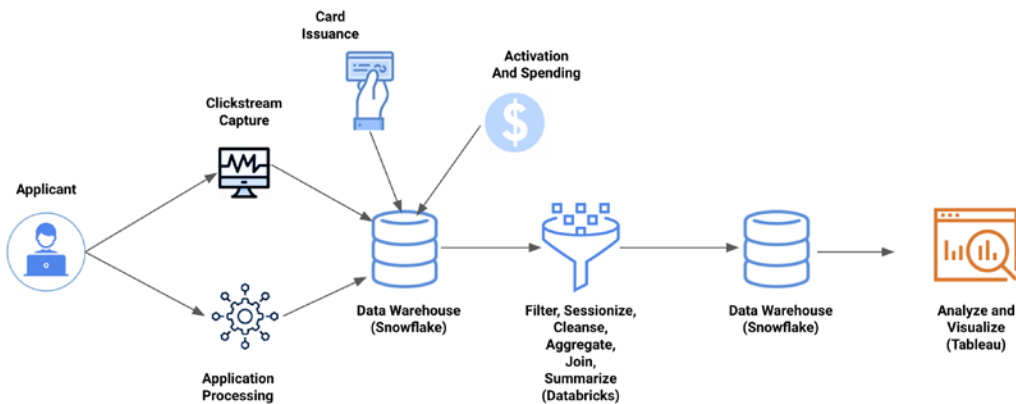 Card
Issuance
Activation
And Spending
$
Clickstream
Capture
Applicant
Data Warehouse
(Snowflake)
Filter, Sessionize,
Cleanse,
Aggregate,
Join,
Summarize
(Databricks)
Data Warehouse
(Snowflake)
Analyze and
Visualize
(Tableau)
Application
Processing